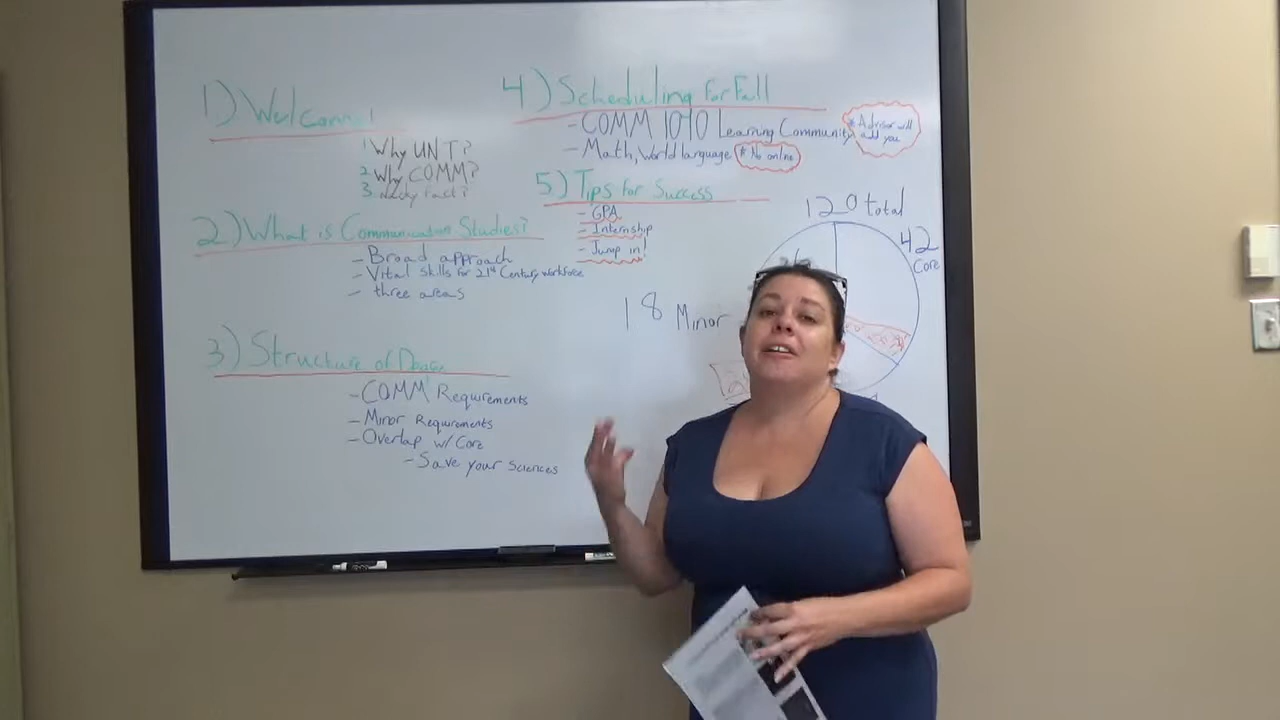 1) Welcome!
1. Why UNT?
2. Why COMM?
3. Nerdy fact?
2) What is Communication Studies?
- Broad approach
- Vital skills for 21st Century workforce
- three areas
3) Structure of Degree
- COMM Requirements
- Minor Requirements
- Overlap w/ Core
- Save your Sciences
4) Scheduling for Fall
- COMM 1010 Learning Community
* Advisor will add you
- Math, World language * No online
5.) Tips for Success
- GPA
- Internship
- Jump in!
120 total
42
Core
18 Minor